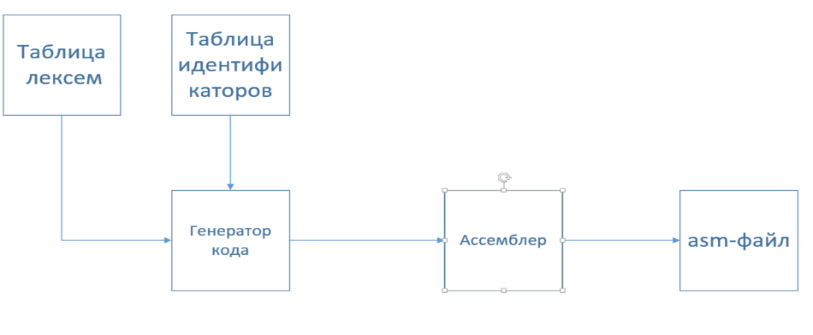 Таблица
лексем
Таблица
идентифи
каторов
Генератор
кода
Ассемблер
asm-файл